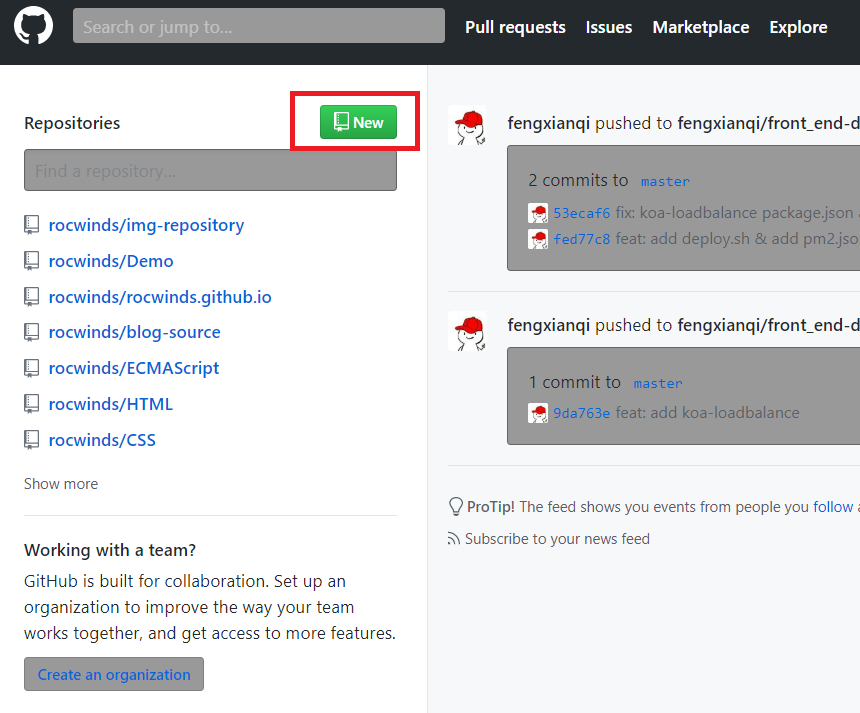 Search or jump to...
Pull requests Issues Marketplace Explore
Repositories
New
Find a repository...
rocwinds/img-repository
rocwinds/Demo
rocwinds/rocwinds.github.io
rocwinds/blog-source
rocwinds/ECMAScript
rocwinds/HTML
rocwinds/CSS
Show more
Working with a team?
GitHub is built for collaboration. Set up an
organization to improve the way your team
works together, and get access to more features.
Create an organization
fengxianqi pushed to fengxianqi/front_end-d
2 commits to master
53ecaf6 fix: koa-loadbalance package.json
fed77c8 feat: add deploy.sh & add pm2.jso
fengxianqi pushed to fengxianqi/front_end-d
1 commit to master
9da763e feat: add koa-loadbalance
ProTip! The feed shows you events from people you follow
Subscribe to your news feed